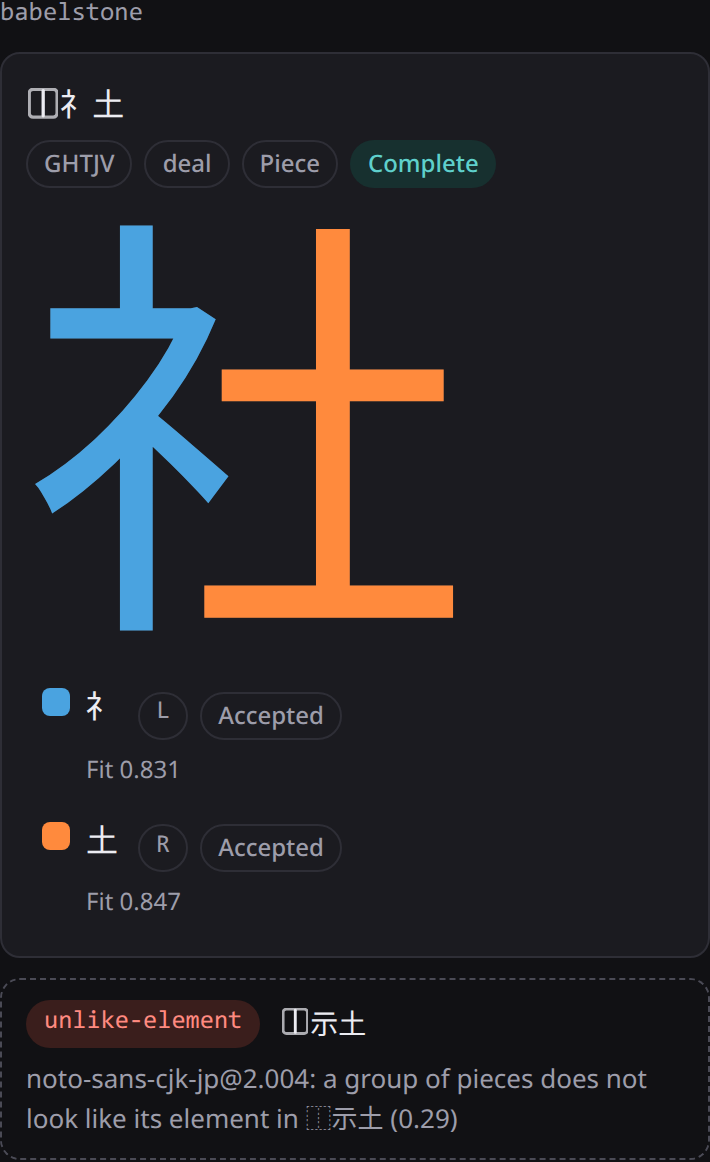 babelstone
⿰礻土
GHTJV deal Piece Complete
社
礻 L Accepted
Fit 0.831
土 R Accepted
Fit 0.847
unlike-element ⿰示土
noto-sans-cjk-jp@2.004: a group of pieces does not
look like its element in ⿰示土 (0.29)